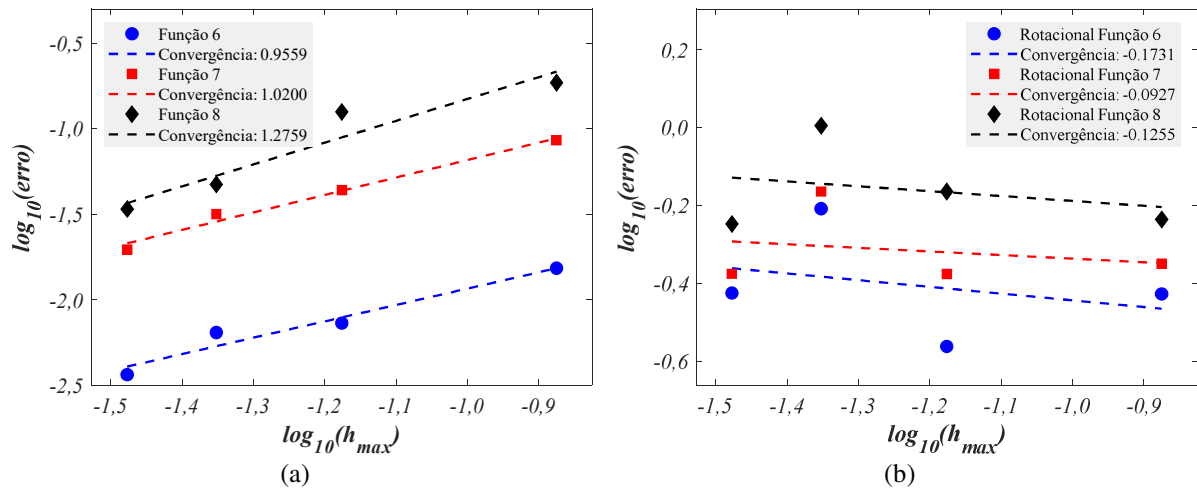 -0,5
-1,0
-1,5
-2,0
-2,5
log10(erro)
Função 6
Convergência: 0.9559
Função 7
Convergência: 1.0200
Função 8
Convergência: 1.2759
-1,5 -1,4 -1,3 -1,2 -1,1 -1,0 -0,9
log10(hmax)
(a)
0,2
0,0
-0,2
-0,4
-0,6
log10(erro)
Rotacional Função 6
Convergência: -0.1731
Rotacional Função 7
Convergência: -0.0927
Rotacional Função 8
Convergência: -0.1255
-1,5 -1,4 -1,3 -1,2 -1,1 -1,0 -0,9
log10(hmax)
(b)